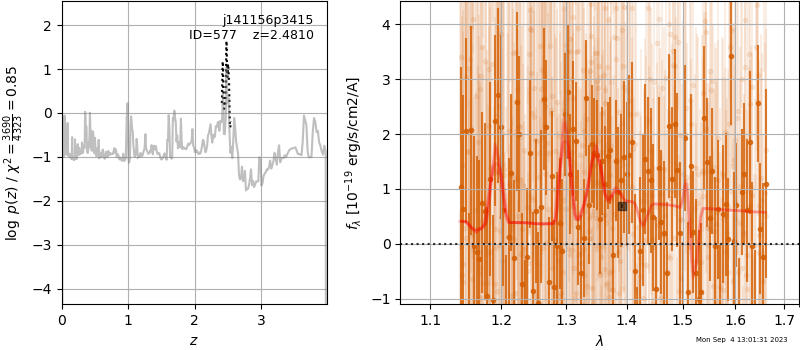 j141156p3415
ID=577 z=2.4810
log p(z) / χ² = 3690/4323 = 0.85
2
1
0
−1
−2
−3
−4
0 1 2 3
z
f_λ [10⁻¹⁹ erg/s/cm2/A]
4
3
2
1
0
−1
1.1 1.2 1.3 1.4 1.5 1.6 1.7
λ
Mon Sep 4 13:01:31 2023